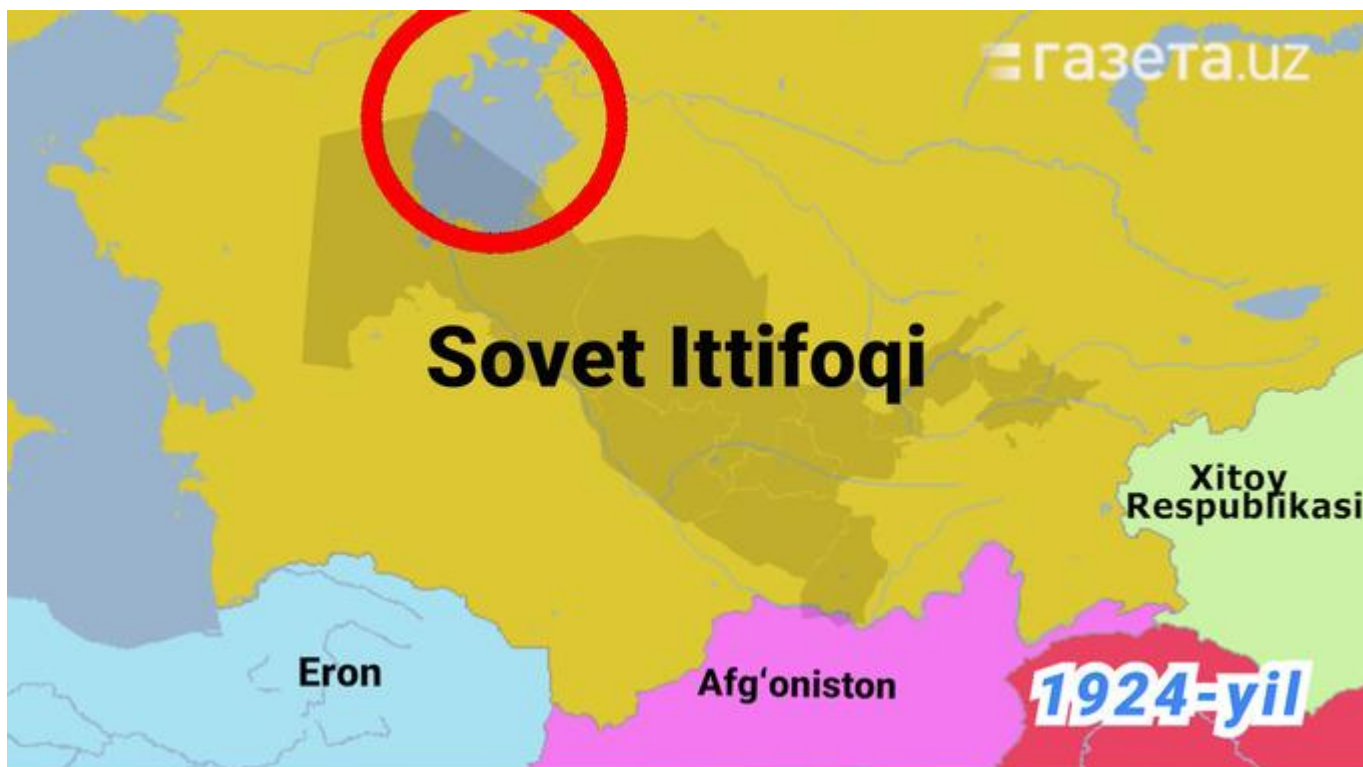 газета.uz
Sovet Ittifoqi
Xitoy
Respublikasi
Eron
Afg‘oniston
1924-yil